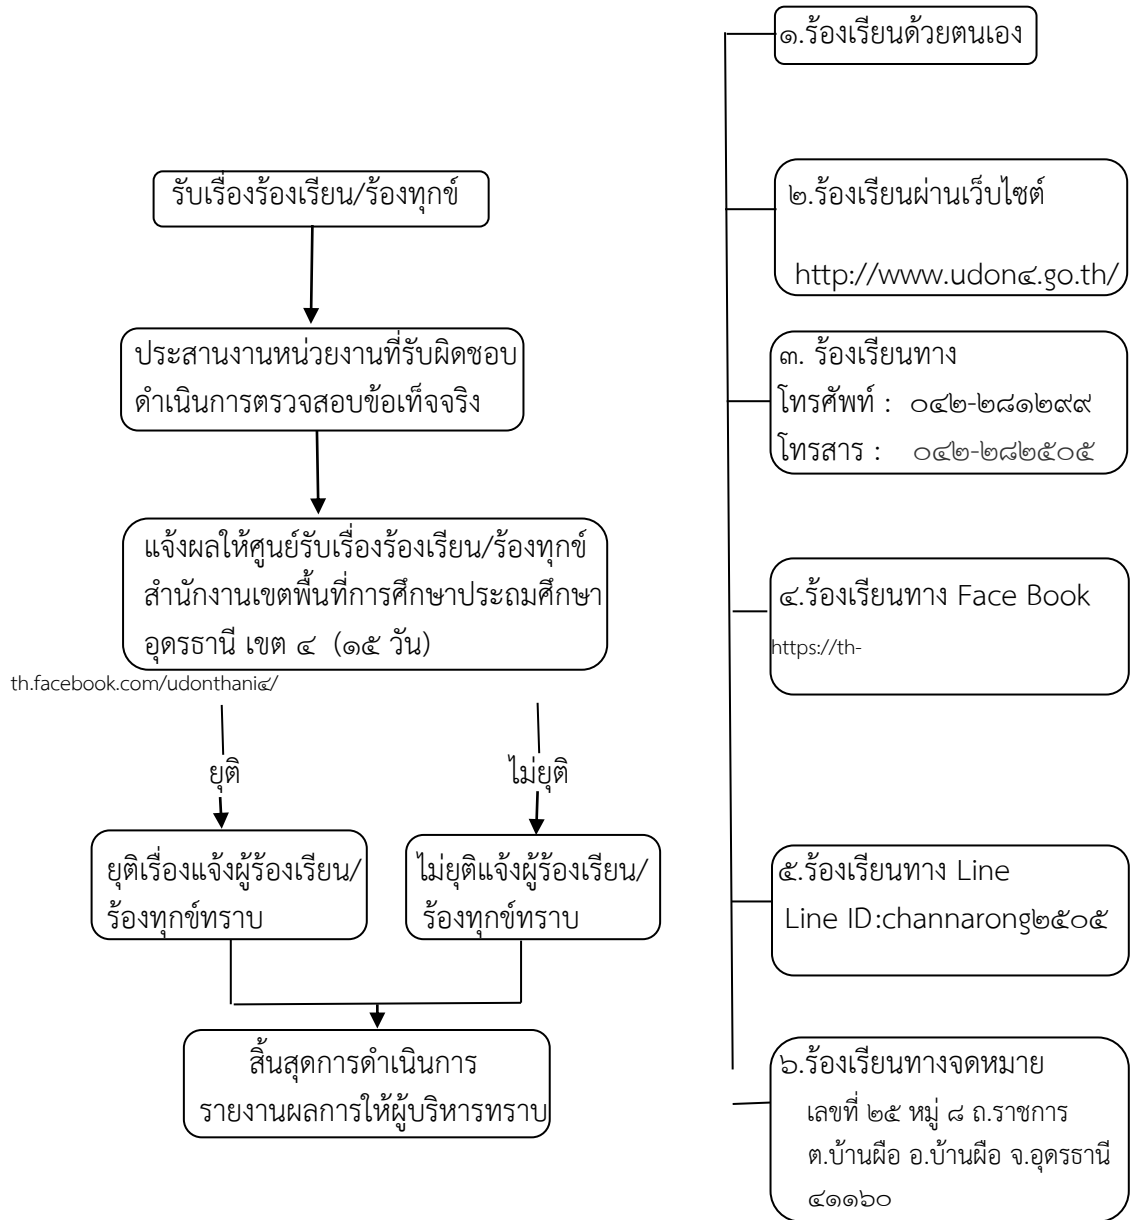 รับเรื่องร้องเรียน/ร้องทุกข์
ประสานงานหน่วยงานที่รับผิดชอบ
ดำเนินการตรวจสอบข้อเท็จจริง
แจ้งผลให้ศูนย์รับเรื่องร้องเรียน/ร้องทุกข์
สำนักงานเขตพื้นที่การศึกษาประถมศึกษา
อุดรธานี เขต ๔ (๑๕ วัน)
th.facebook.com/udonthani๔/
ยุติ
ไม่ยุติ
ยุติเรื่องแจ้งผู้ร้องเรียน/
ร้องทุกข์ทราบ
ไม่ยุติแจ้งผู้ร้องเรียน/
ร้องทุกข์ทราบ
สิ้นสุดการดำเนินการ
รายงานผลการให้ผู้บริหารทราบ
๑.ร้องเรียนด้วยตนเอง
๒.ร้องเรียนผ่านเว็บไซต์
http://www.udon๔.go.th/
๓. ร้องเรียนทาง
โทรศัพท์ : ๐๔๒-๒๘๑๒๙๙
โทรสาร : ๐๔๒-๒๘๒๕๐๕
๔.ร้องเรียนทาง Face Book
https://th-
๕.ร้องเรียนทาง Line
Line ID:channarong๒๕๐๕
๖.ร้องเรียนทางจดหมาย
เลขที่ ๒๕ หมู่ ๘ ถ.ราชการ
ต.บ้านผือ อ.บ้านผือ จ.อุดรธานี
๔๑๑๖๐